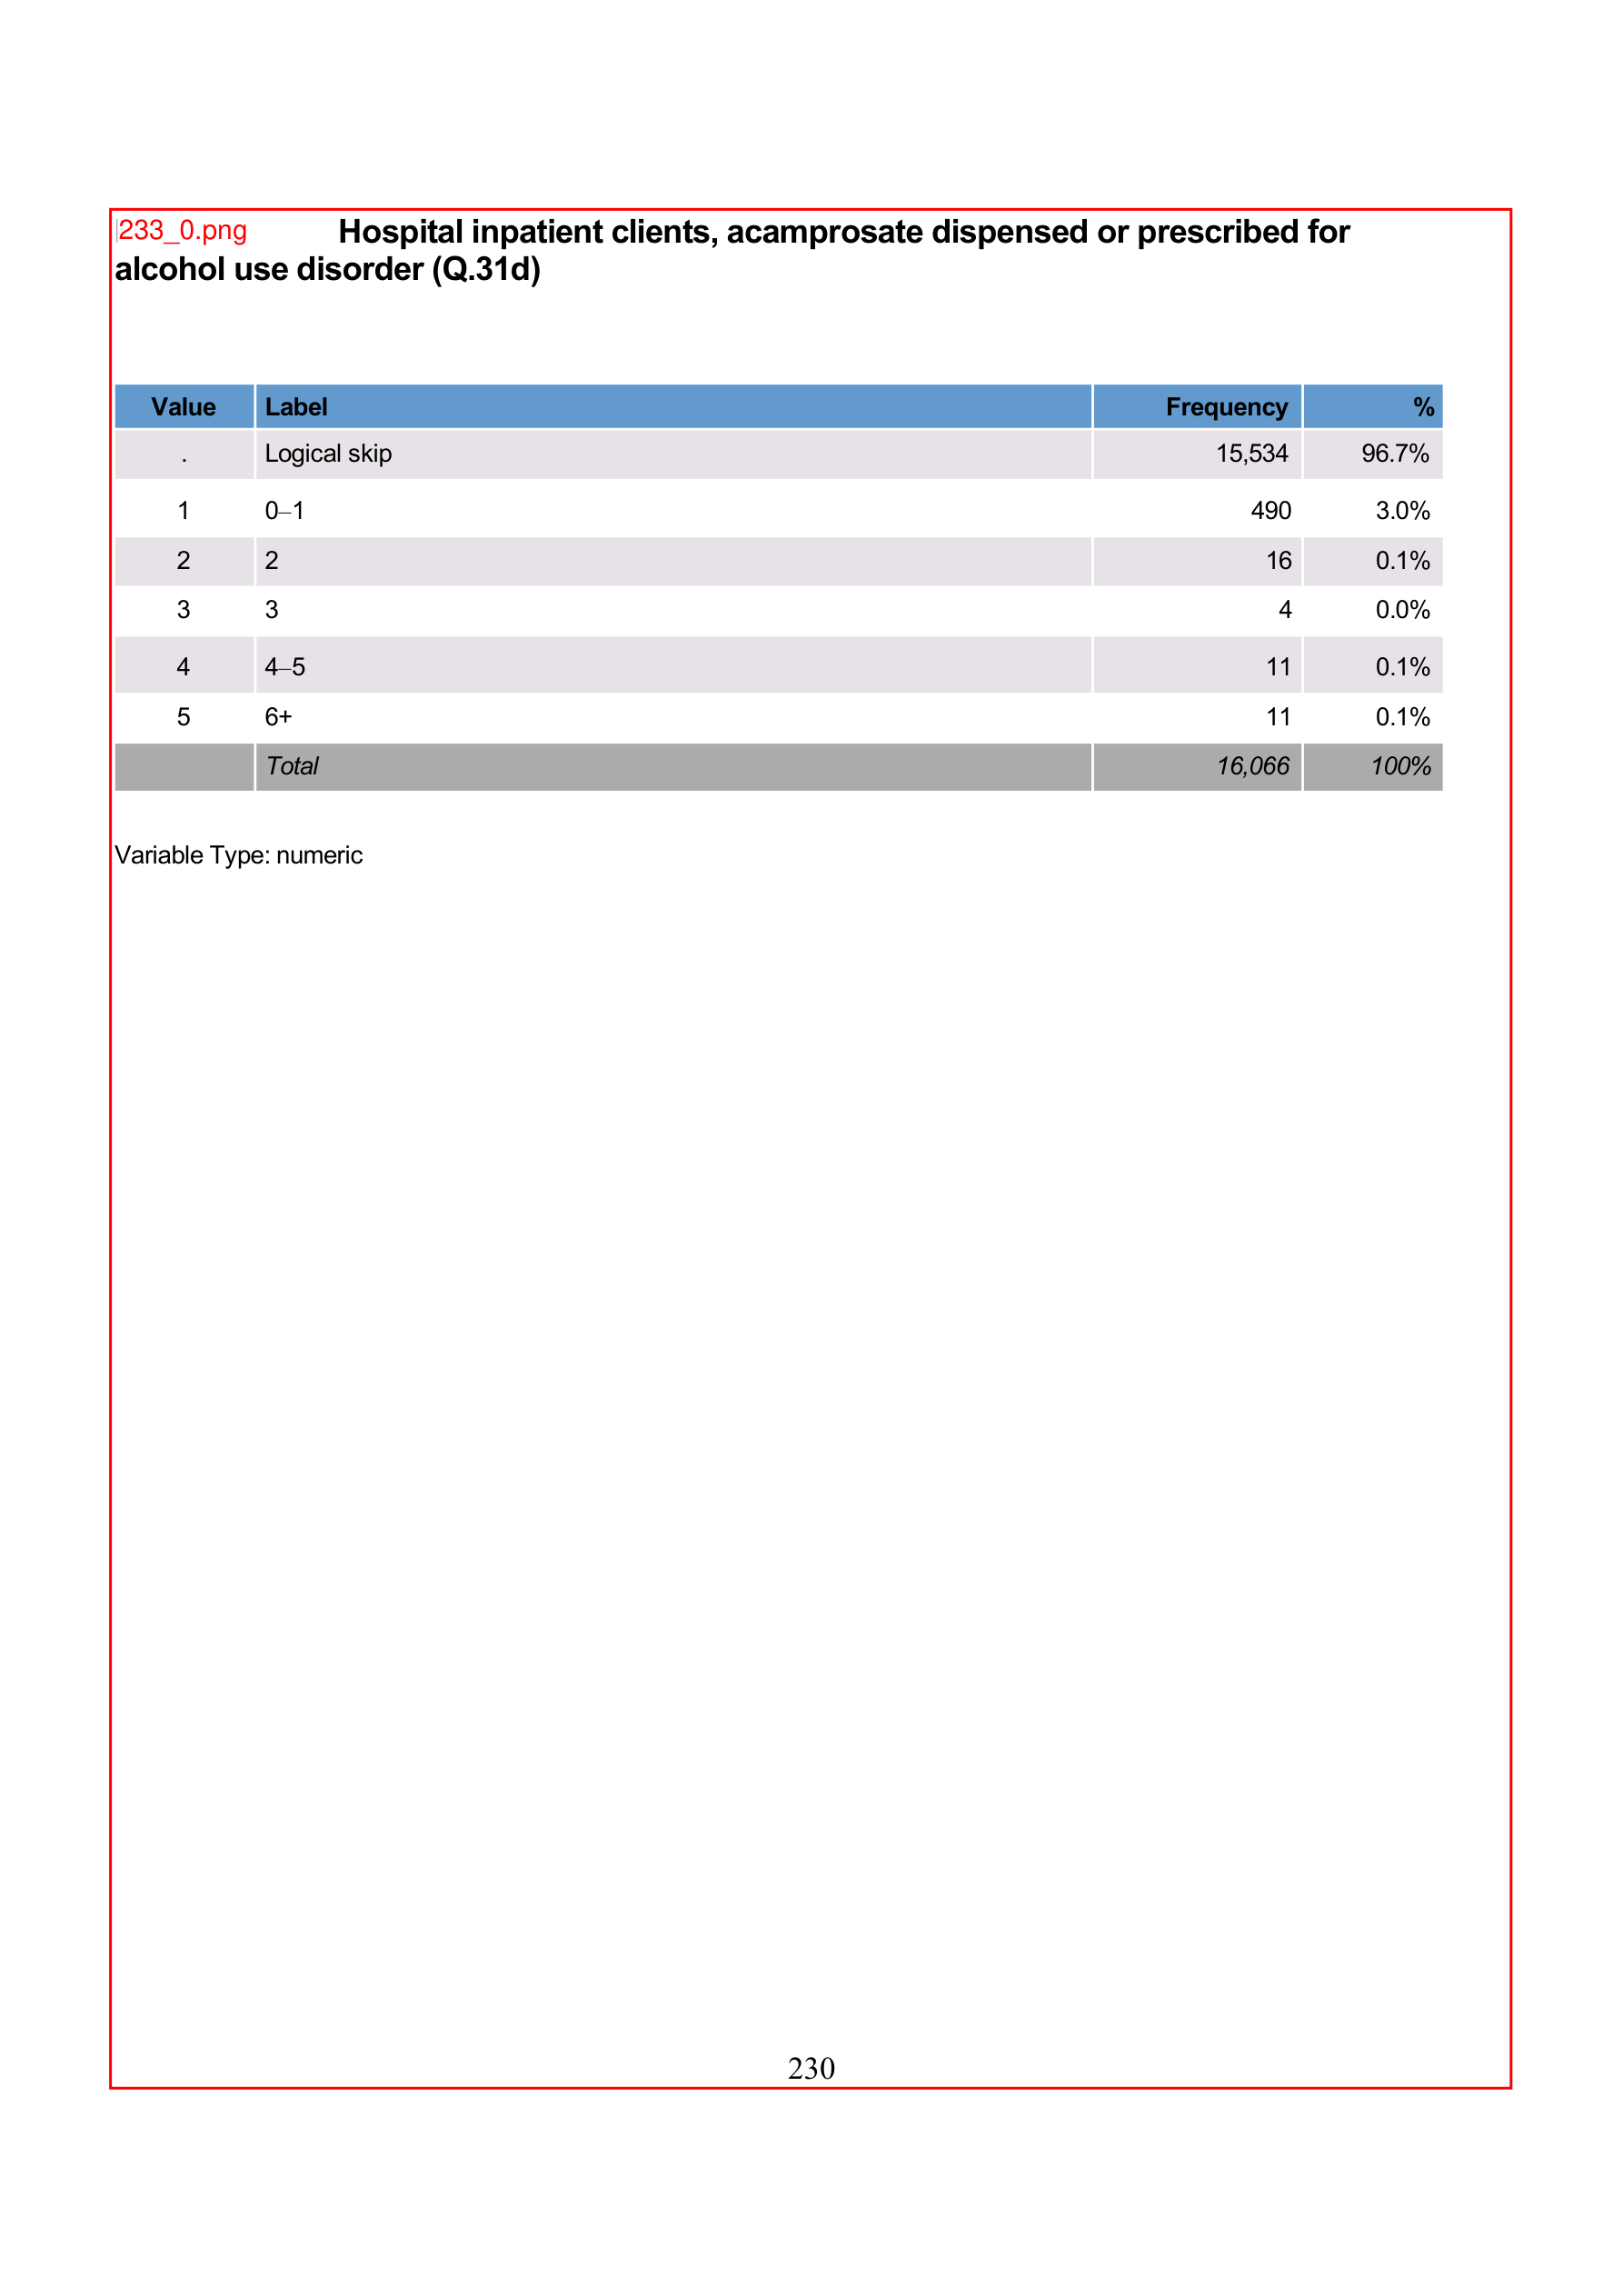 233_0.png Hospital inpatient clients, acamprosate dispensed or prescribed for
alcohol use disorder (Q.31d)
Value Label Frequency %
. Logical skip 15,534 96.7%
1 0–1 490 3.0%
2 2 16 0.1%
3 3 4 0.0%
4 4–5 11 0.1%
5 6+ 11 0.1%
Total 16,066 100%
Variable Type: numeric
230